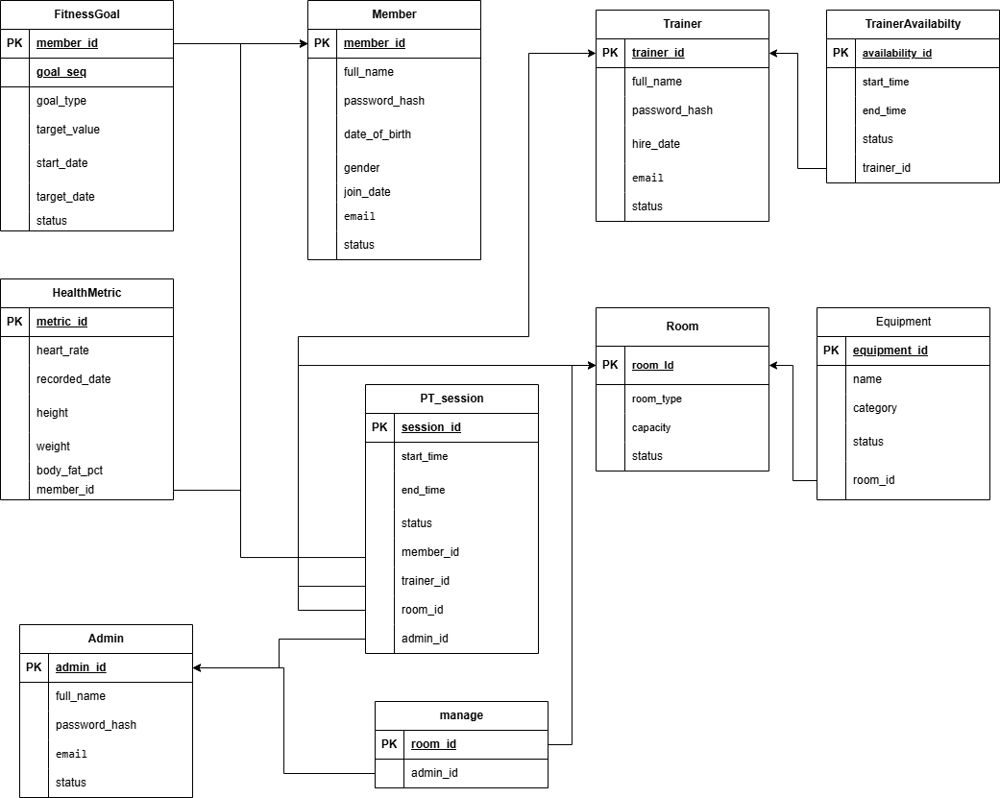 FitnessGoal
PK member_id
goal_seq
goal_type
target_value
start_date
target_date
status
Member
PK member_id
full_name
password_hash
date_of_birth
gender
join_date
email
status
Trainer
PK trainer_id
full_name
password_hash
hire_date
email
status
TrainerAvailabilty
PK availability_id
start_time
end_time
status
trainer_id
HealthMetric
PK metric_id
heart_rate
recorded_date
height
weight
body_fat_pct
member_id
PT_session
PK session_id
start_time
end_time
status
member_id
trainer_id
room_id
admin_id
Room
PK room_Id
room_type
capacity
status
Equipment
PK equipment_id
name
category
status
room_id
Admin
PK admin_id
full_name
password_hash
email
status
manage
PK room_id
admin_id